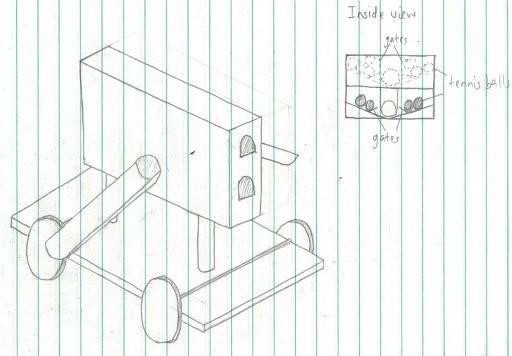 Inside view
gates
tennis balls
gates